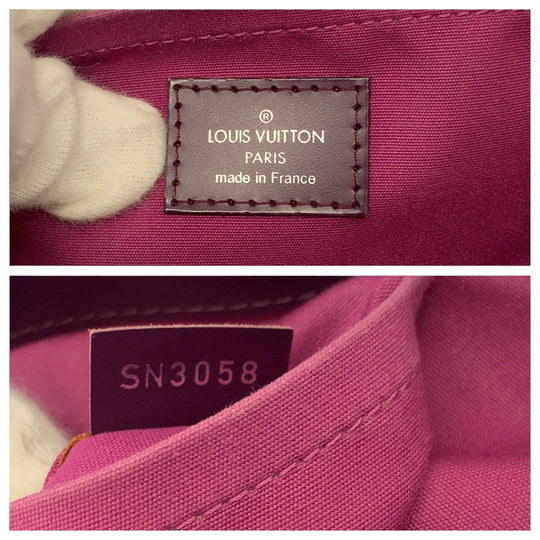 ®
LOUIS VUITTON
PARIS
made in France
SN3058